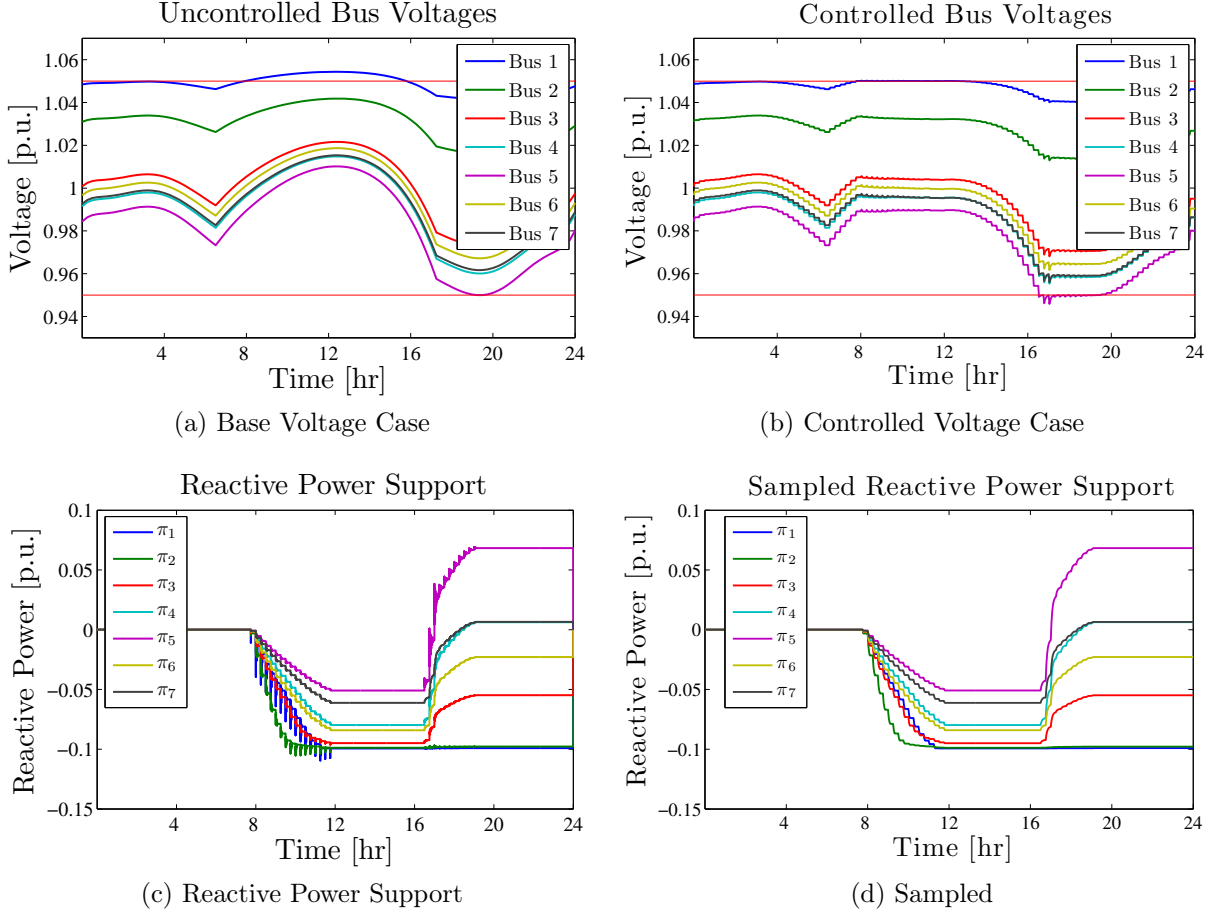 Uncontrolled Bus Voltages
Voltage [p.u.]
1.06
1.04
1.02
1
0.98
0.96
0.94
Bus 1
Bus 2
Bus 3
Bus 4
Bus 5
Bus 6
Bus 7
4
8
12
16
20
24
Time [hr]
(a) Base Voltage Case
Controlled Bus Voltages
Voltage [p.u.]
1.06
1.04
1.02
1
0.98
0.96
0.94
Bus 1
Bus 2
Bus 3
Bus 4
Bus 5
Bus 6
Bus 7
4
8
12
16
20
24
Time [hr]
(b) Controlled Voltage Case
Reactive Power Support
Reactive Power [p.u.]
0.1
0.05
0
−0.05
−0.1
−0.15
π1
π2
π3
π4
π5
π6
π7
4
8
12
16
20
24
Time [hr]
(c) Reactive Power Support
Sampled Reactive Power Support
Reactive Power [p.u.]
0.1
0.05
0
−0.05
−0.1
−0.15
π1
π2
π3
π4
π5
π6
π7
4
8
12
16
20
24
Time [hr]
(d) Sampled